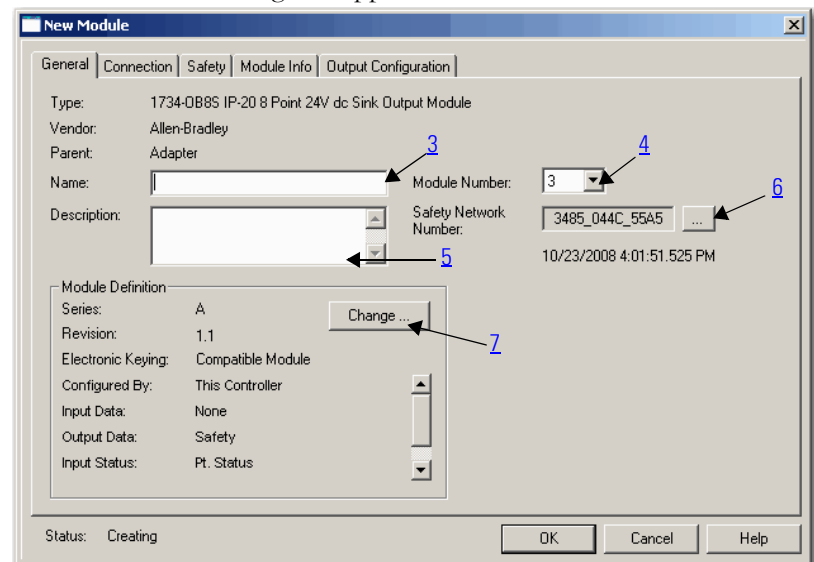 New Module
General Connection Safety Module Info Output Configuration
Type: 1734-OB8S IP-20 8 Point 24V dc Sink Output Module
Vendor: Allen-Bradley
Parent: Adapter
3
4
Name: Module Number: 3
6
Description: Safety Network Number: 3485_044C_55A5 ...
5
10/23/2008 4:01:51.525 PM
Module Definition
Series: A
Change ...
Revision: 1.1
7
Electronic Keying: Compatible Module
Configured By: This Controller
Input Data: None
Output Data: Safety
Input Status: Pt. Status
Status: Creating OK Cancel Help